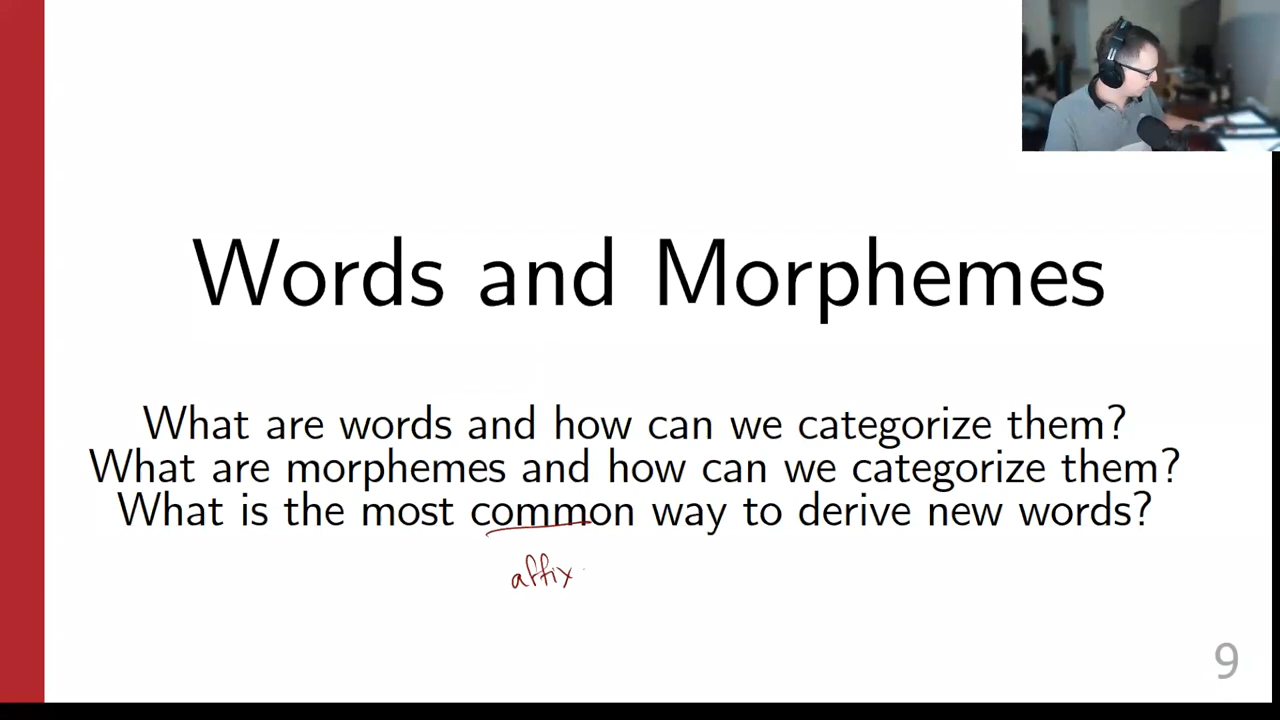 Words and Morphemes
What are words and how can we categorize them?
What are morphemes and how can we categorize them?
What is the most common way to derive new words?
affix
9